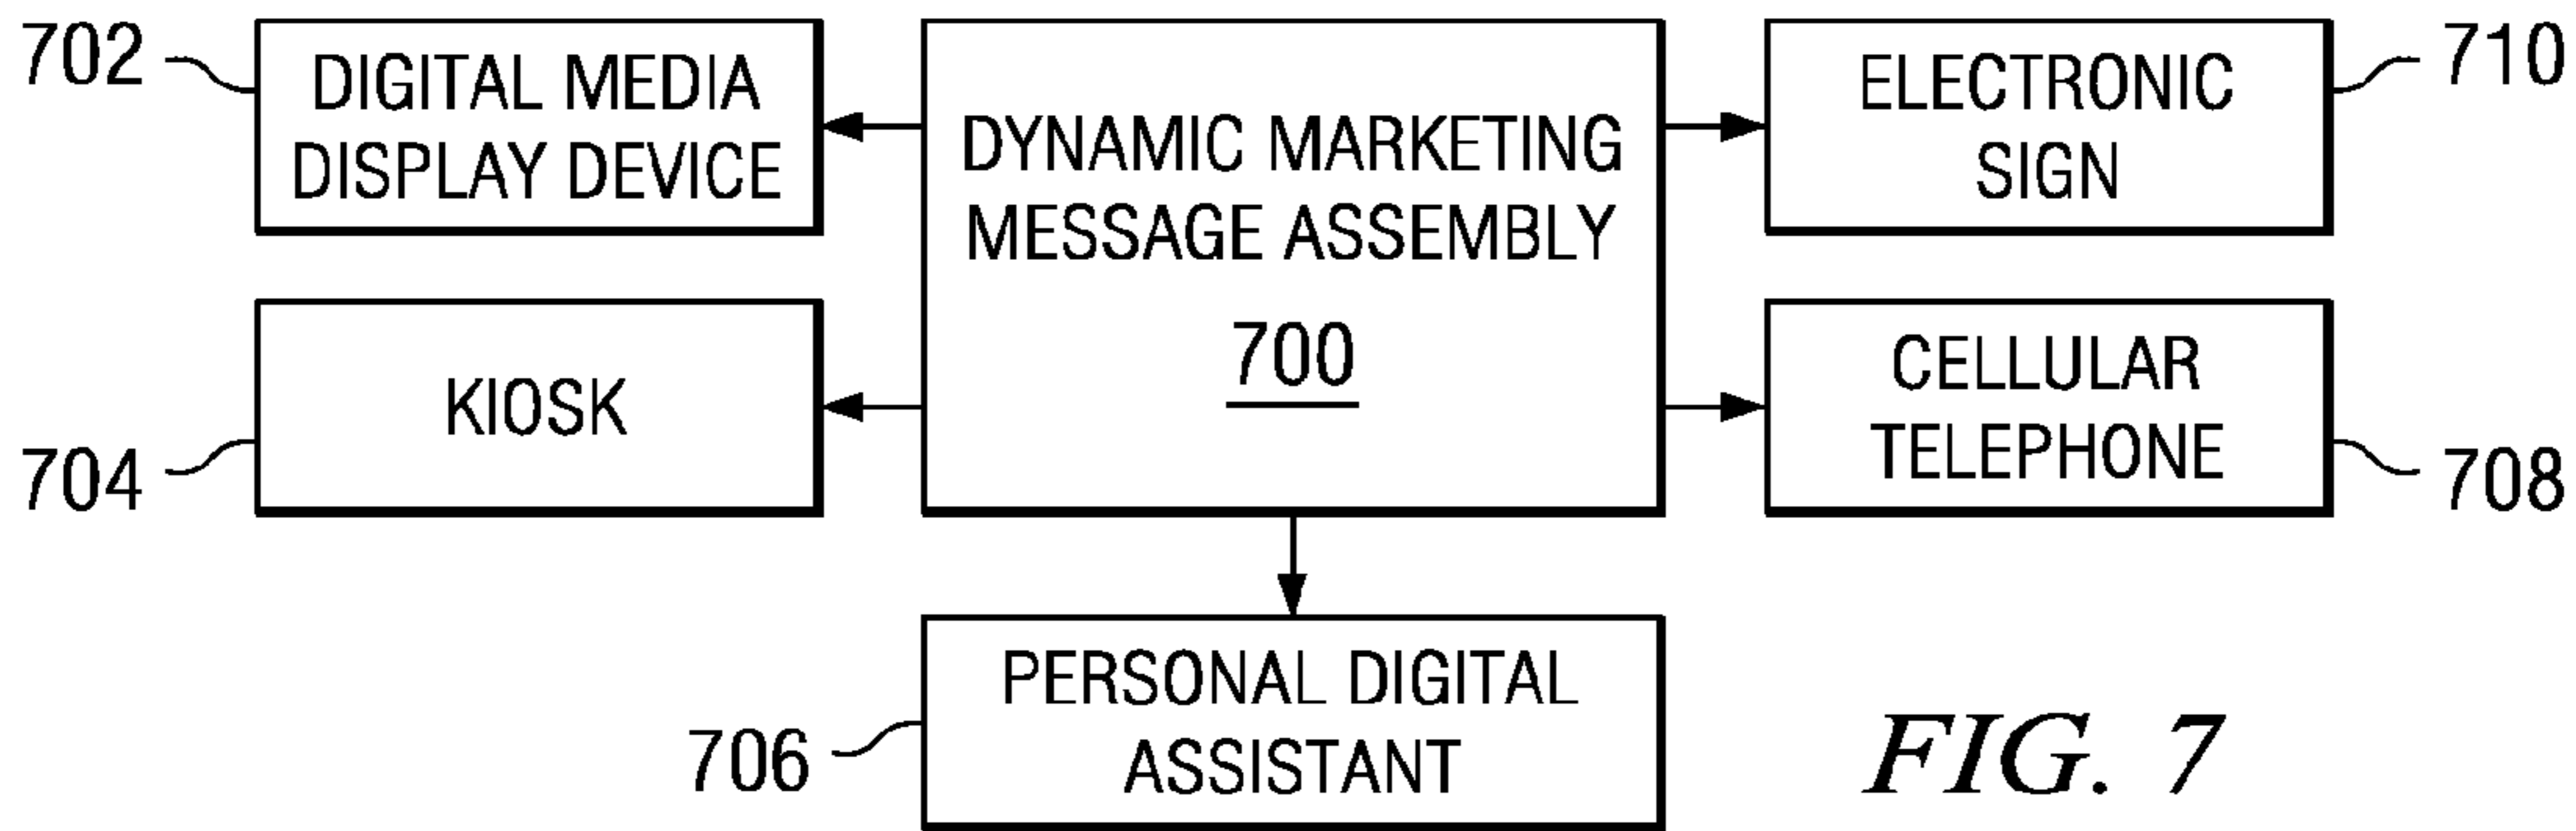 702
DIGITAL MEDIA
DISPLAY DEVICE
DYNAMIC MARKETING
MESSAGE ASSEMBLY
700
ELECTRONIC
SIGN
710
KIOSK
704
CELLULAR
TELEPHONE
708
PERSONAL DIGITAL
ASSISTANT
706
FIG. 7